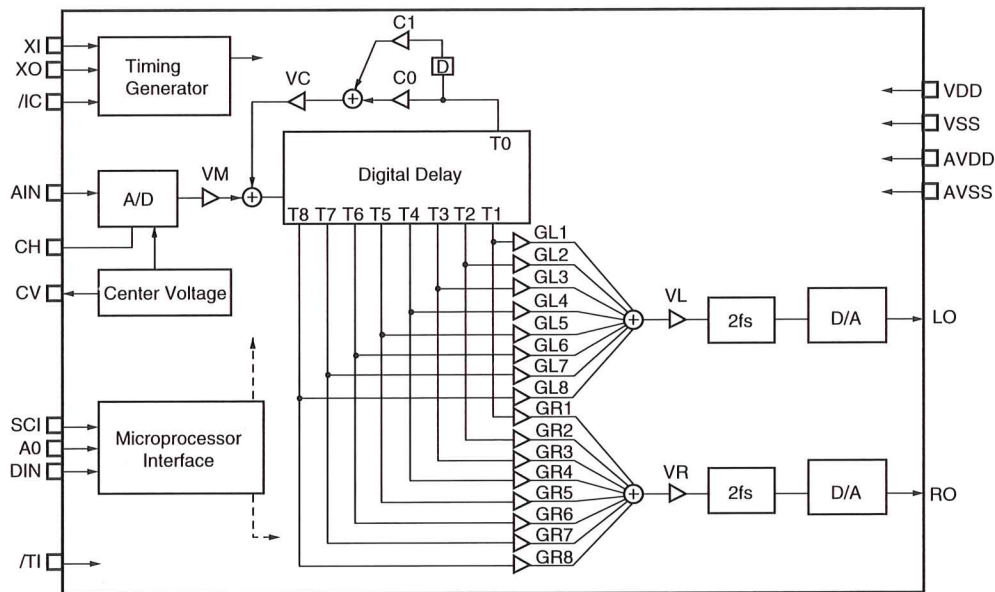 XI
XO
/IC
Timing
Generator
C1
D
VC
C0
+
T0
VDD
VSS
AVDD
AVSS
AIN
A/D
VM
+
Digital Delay
T8 T7 T6 T5 T4 T3 T2 T1
CH
CV
Center Voltage
GL1
GL2
GL3
GL4
GL5
GL6
GL7
GL8
+
VL
2fs
D/A
LO
SCI
A0
DIN
Microprocessor
Interface
GR1
GR2
GR3
GR4
GR5
GR6
GR7
GR8
+
VR
2fs
D/A
RO
/TI